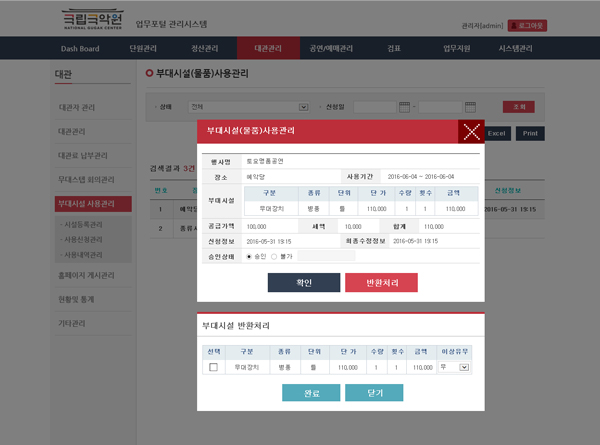 국립국악원
NATIONAL GUGAK CENTER
업무포털 관리시스템
관리자[admin]
로그아웃
Dash Board 단원관리 정산관리 대관관리 공연/예매관리 검표 업무지원 시스템관리
대관
부대시설(물품)사용관리
대관자 관리
· 상태 전체 · 신청일 ~ 조회
대관관리
Excel Print
대관료 납부관리
무대스텝 회의관리
검색결과 3건
부대시설 사용관리
번호 신청정보
1 예악당 2016-05-31 19:15
2 풍류사
- 시설등록관리
- 사용신청관리
- 사용내역관리
홈페이지 게시관리
현황및 통계
기타관리
부대시설(물품)사용관리
행사명 토요명품공연
장소 예악당 사용기간 2016-06-04 ~ 2016-06-04
부대시설 구분 종류 단위 단 가 수량 횟수 금액
무대장치 병풍 틀 110,000 1 1 110,000
공급가액 100,000 세액 10,000 합계 110,000
신청정보 2016-05-31 19:15 최종수정정보 2016-05-31 19:15
승인상태 승인 불가
확인 반환처리
부대시설 반환처리
선택 구분 종류 단위 단 가 수량 횟수 금액 이상유무
무대장치 병풍 틀 110,000 1 1 110,000 무
완료 닫기